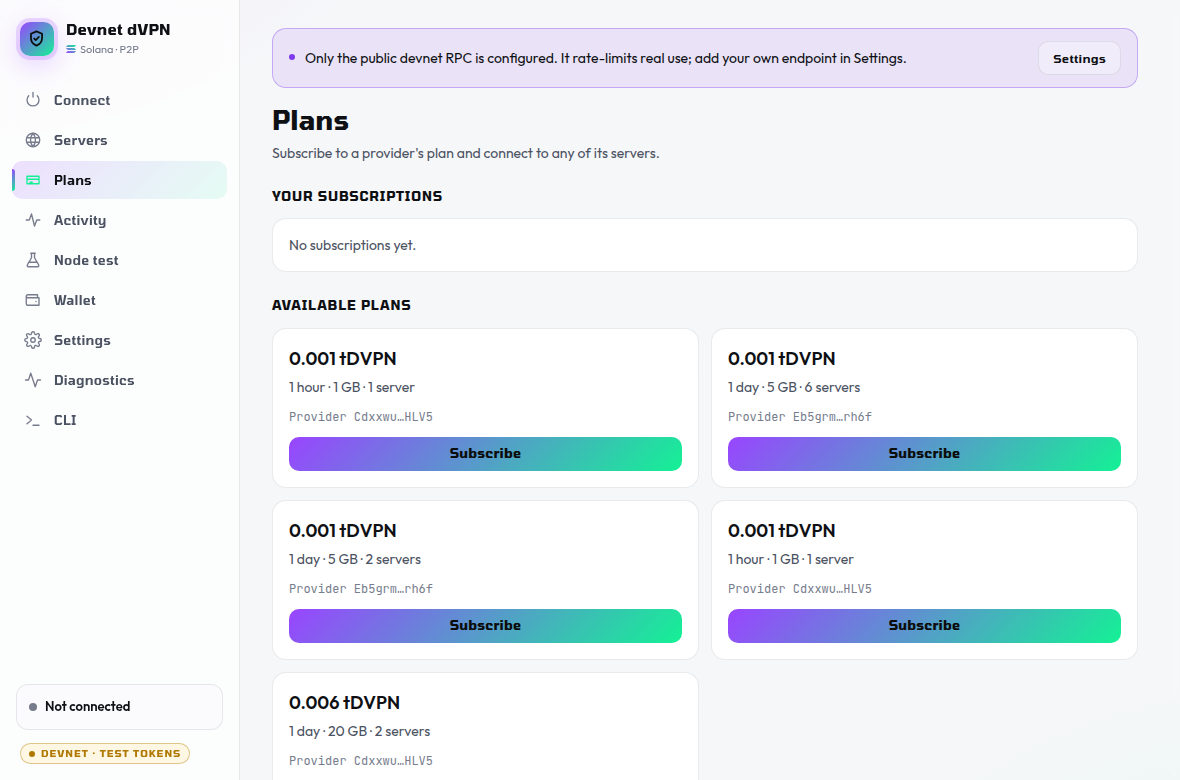 Devnet dVPN
Solana · P2P
Connect
Servers
Plans
Activity
Node test
Wallet
Settings
Diagnostics
CLI
Not connected
DEVNET · TEST TOKENS
Only the public devnet RPC is configured. It rate-limits real use; add your own endpoint in Settings.
Settings
Plans
Subscribe to a provider's plan and connect to any of its servers.
YOUR SUBSCRIPTIONS
No subscriptions yet.
AVAILABLE PLANS
0.001 tDVPN
1 hour · 1 GB · 1 server
Provider Cdxxwu…HLV5
Subscribe
0.001 tDVPN
1 day · 5 GB · 6 servers
Provider Eb5grm…rh6f
Subscribe
0.001 tDVPN
1 day · 5 GB · 2 servers
Provider Eb5grm…rh6f
Subscribe
0.001 tDVPN
1 hour · 1 GB · 1 server
Provider Cdxxwu…HLV5
Subscribe
0.006 tDVPN
1 day · 20 GB · 2 servers
Provider Cdxxwu…HLV5